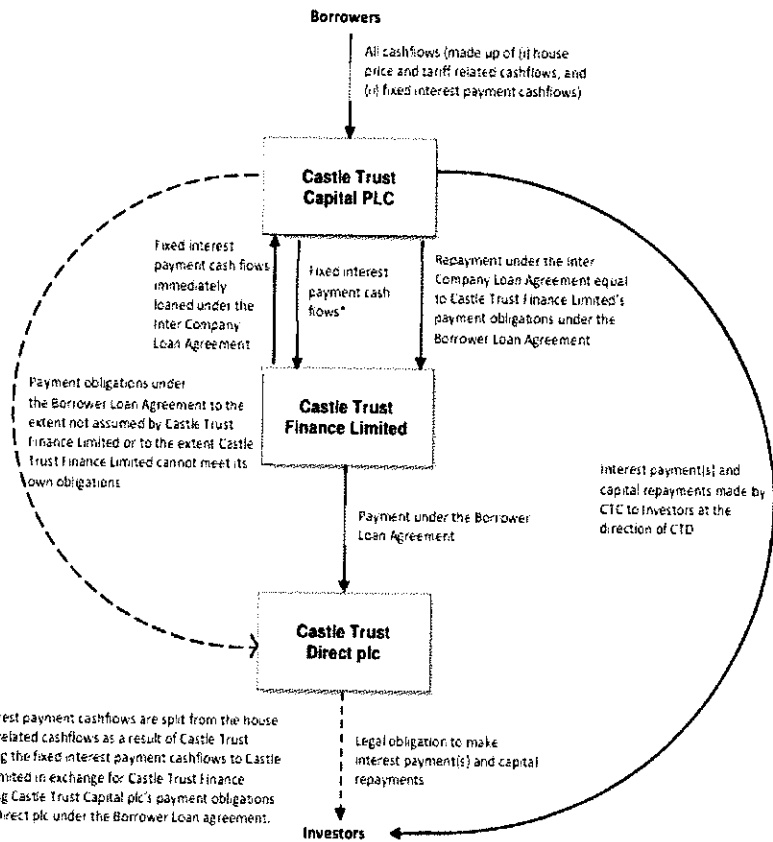 Borrowers
All cashflows (made up of (i) house
price and tariff related cashflows, and
(ii) fixed interest payment cashflows)
Castle Trust
Capital PLC
Fixed interest
payment cash flows
immediately
loaned under the
Inter Company
Loan Agreement
Fixed interest
payment cash
flows*
Repayment under the Inter
Company Loan Agreement equal
to Castle Trust Finance Limited's
payment obligations under the
Borrower Loan Agreement
Payment obligations under
the Borrower Loan Agreement to the
extent not assumed by Castle Trust
Finance Limited or to the extent Castle
Trust Finance Limited cannot meet its
own obligations
Castle Trust
Finance Limited
Interest payment(s) and
capital repayments made by
CTC to Investors at the
direction of CTD
Payment under the Borrower
Loan Agreement
Castle Trust
Direct plc
rest payment cashflows are split from the house
related cashflows as a result of Castle Trust
g the fixed interest payment cashflows to Castle
mited in exchange for Castle Trust Finance
g Castle Trust Capital plc's payment obligations
Direct plc under the Borrower Loan agreement.
Legal obligation to make
interest payment(s) and capital
repayments
Investors